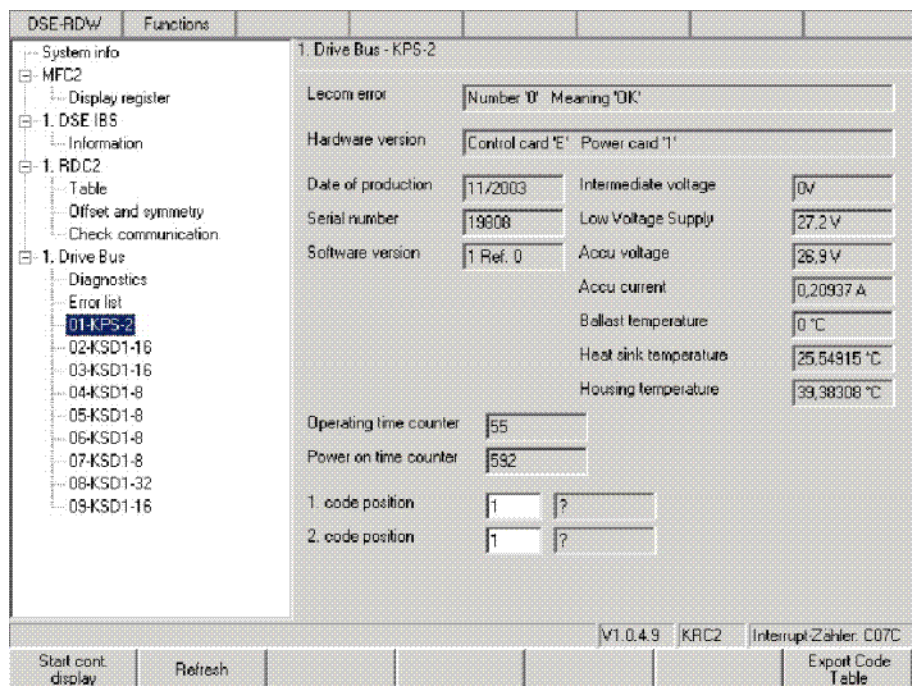 DSE-RDW Functions
System info
MFC2
Display register
1. DSE IBS
Information
1. RDC2
Table
Offset and symmetry
Check communication
1. Drive Bus
Diagnostics
Error list
01-KPS-2
02-KSD1-16
03-KSD1-16
04-KSD1-8
05-KSD1-8
06-KSD1-8
07-KSD1-8
08-KSD1-32
09-KSD1-16
1. Drive Bus - KPS-2
Lecom error Number '0' Meaning 'OK'
Hardware version Control card 'E' Power card '1'
Date of production 11/2003 Intermediate voltage 0V
Serial number 19808 Low Voltage Supply 27,2 V
Software version 1 Ref. 0 Accu voltage 26,9 V
Accu current 0,20937 A
Ballast temperature 0 °C
Heat sink temperature 25,54915 °C
Housing temperature 39,38308 °C
Operating time counter 55
Power on time counter 592
1. code position 1 ?
2. code position 1 ?
V1.0.4.9 KRC2 Interrupt-Zähler: C07C
Start cont. display Refresh Export Code Table